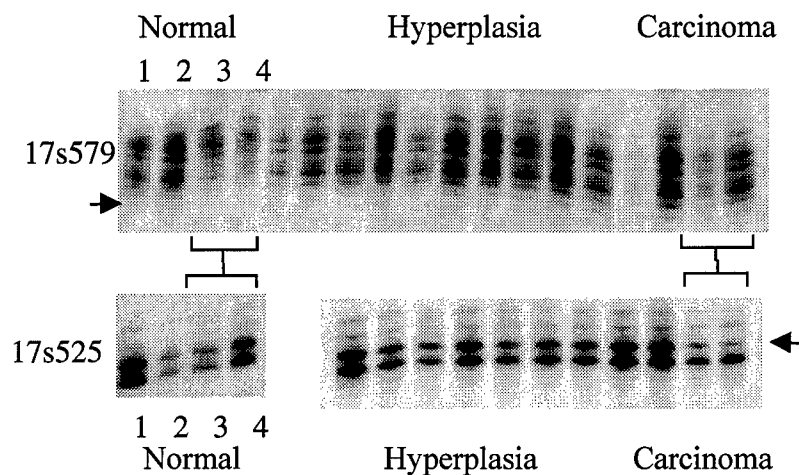 Normal Hyperplasia Carcinoma
1 2 3 4
17s579
17s525
1 2 3 4
Normal Hyperplasia Carcinoma